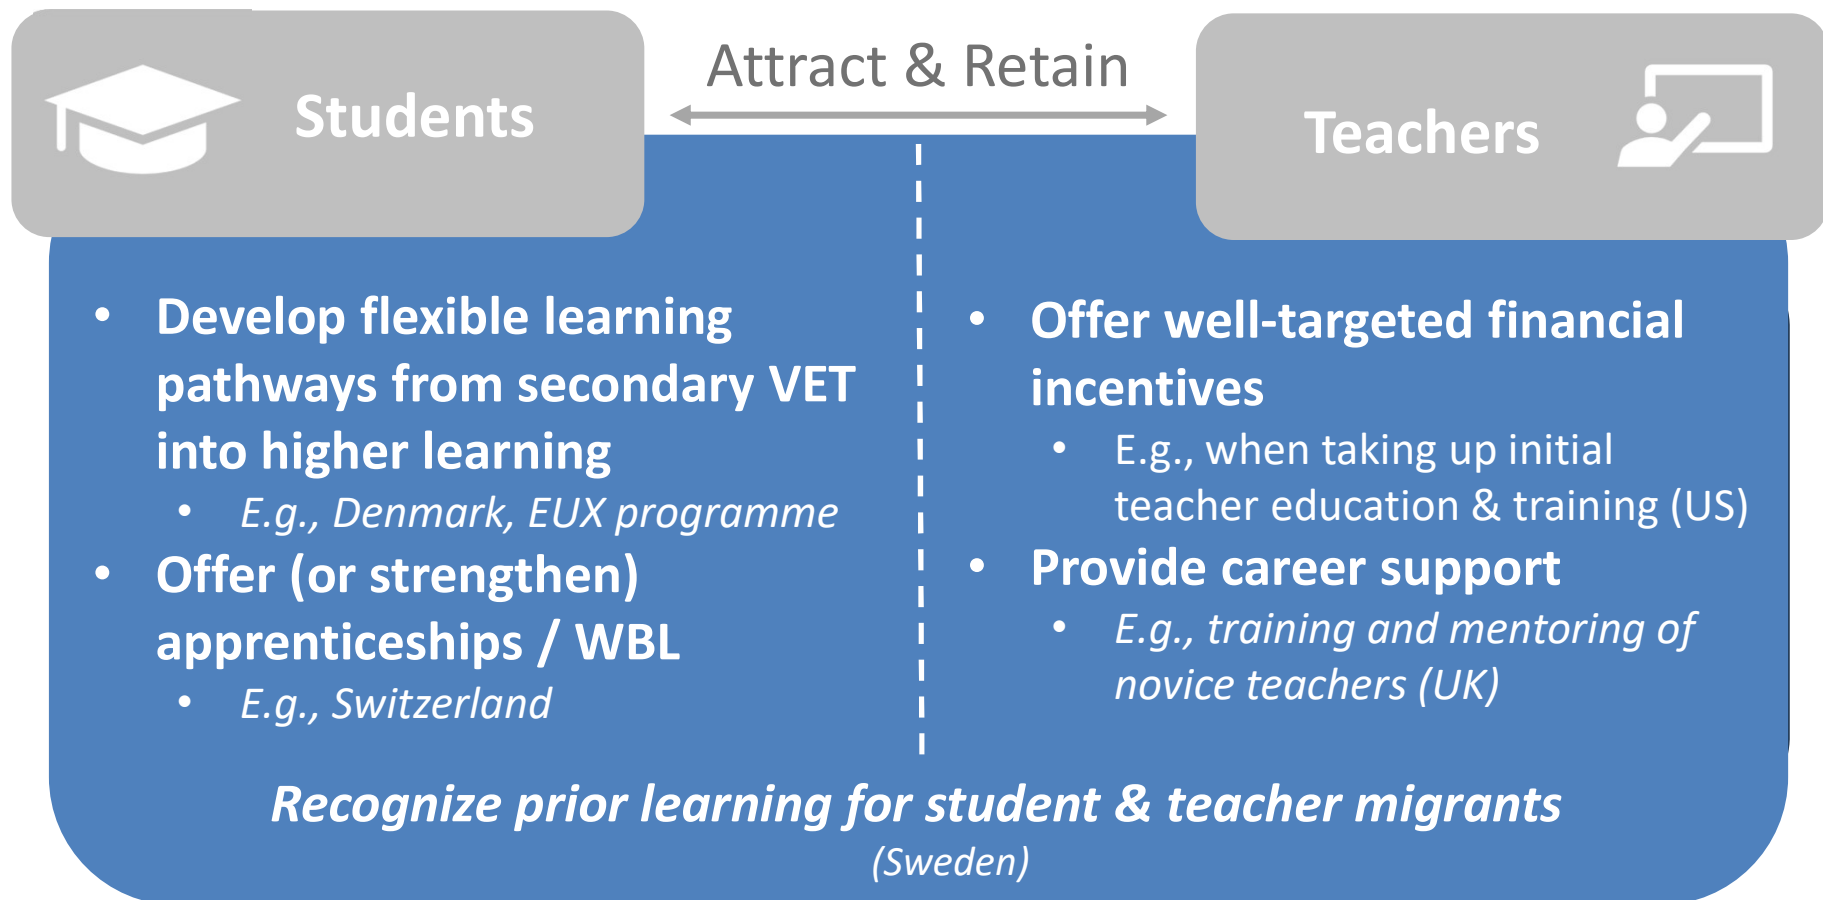 Students
Attract & Retain
Teachers
• Develop flexible learning
pathways from secondary VET
into higher learning
• E.g., Denmark, EUX programme
• Offer (or strengthen)
apprenticeships / WBL
• E.g., Switzerland
• Offer well-targeted financial
incentives
• E.g., when taking up initial
teacher education & training (US)
• Provide career support
• E.g., training and mentoring of
novice teachers (UK)
Recognize prior learning for student & teacher migrants
(Sweden)